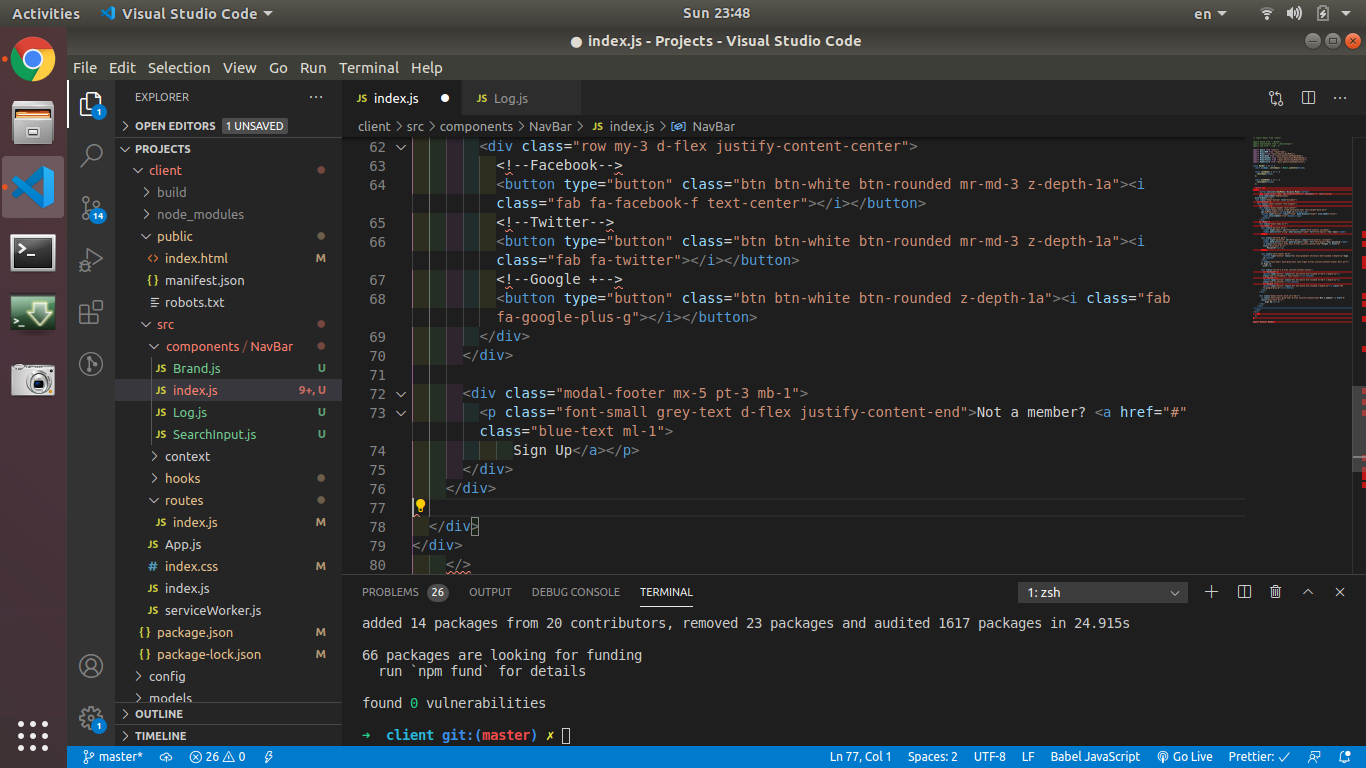 Activities Visual Studio Code Sun 23:48 en
● index.js - Projects - Visual Studio Code
File Edit Selection View Go Run Terminal Help
EXPLORER ···
OPEN EDITORS 1 UNSAVED
PROJECTS
client
build
node_modules
public
<> index.html M
{ } manifest.json
robots.txt
src
components / NavBar
JS Brand.js U
JS index.js 9+, U
JS Log.js U
JS SearchInput.js U
context
hooks
routes
JS index.js M
JS App.js
# index.css M
JS index.js
JS serviceWorker.js
{ } package.json M
{ } package-lock.json M
config
models
OUTLINE
TIMELINE
1
14
1
JS index.js ● JS Log.js ···
client > src > components > NavBar > JS index.js > NavBar
62 <div class="row my-3 d-flex justify-content-center">
63 <!--Facebook-->
64 <button type="button" class="btn btn-white btn-rounded mr-md-3 z-depth-1a"><i
class="fab fa-facebook-f text-center"></i></button>
65 <!--Twitter-->
66 <button type="button" class="btn btn-white btn-rounded mr-md-3 z-depth-1a"><i
class="fab fa-twitter"></i></button>
67 <!--Google +-->
68 <button type="button" class="btn btn-white btn-rounded z-depth-1a"><i class="fab
fa-google-plus-g"></i></button>
69 </div>
70 </div>
71
72 <div class="modal-footer mx-5 pt-3 mb-1">
73 <p class="font-small grey-text d-flex justify-content-end">Not a member? <a href="#"
class="blue-text ml-1">
74 Sign Up</a></p>
75 </div>
76 </div>
77
78 </div>
79 </div>
80 </>
PROBLEMS 26 OUTPUT DEBUG CONSOLE TERMINAL 1: zsh
added 14 packages from 20 contributors, removed 23 packages and audited 1617 packages in 24.915s
66 packages are looking for funding
run `npm fund` for details
found 0 vulnerabilities
➜ client git:(master) ✗
master* 26 0 Ln 77, Col 1 Spaces: 2 UTF-8 LF Babel JavaScript Go Live Prettier: ✓